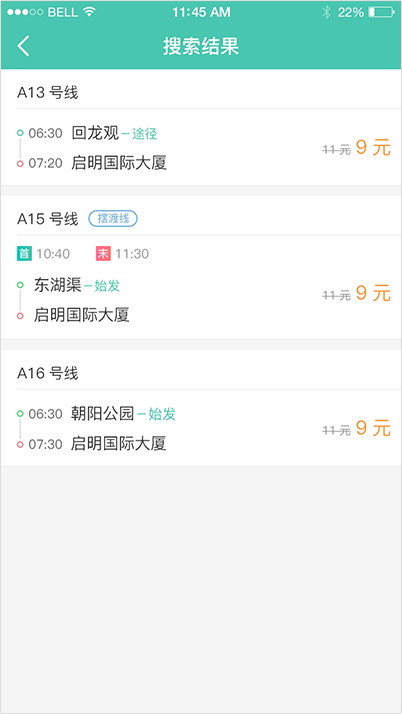 BELL 11:45 AM 22%
搜索结果
A13 号线
06:30 回龙观－途径
11 元 9 元
07:20 启明国际大厦
A15 号线 摆渡线
首 10:40 末 11:30
东湖渠－始发
11 元 9 元
启明国际大厦
A16 号线
06:30 朝阳公园－始发
11 元 9 元
07:30 启明国际大厦